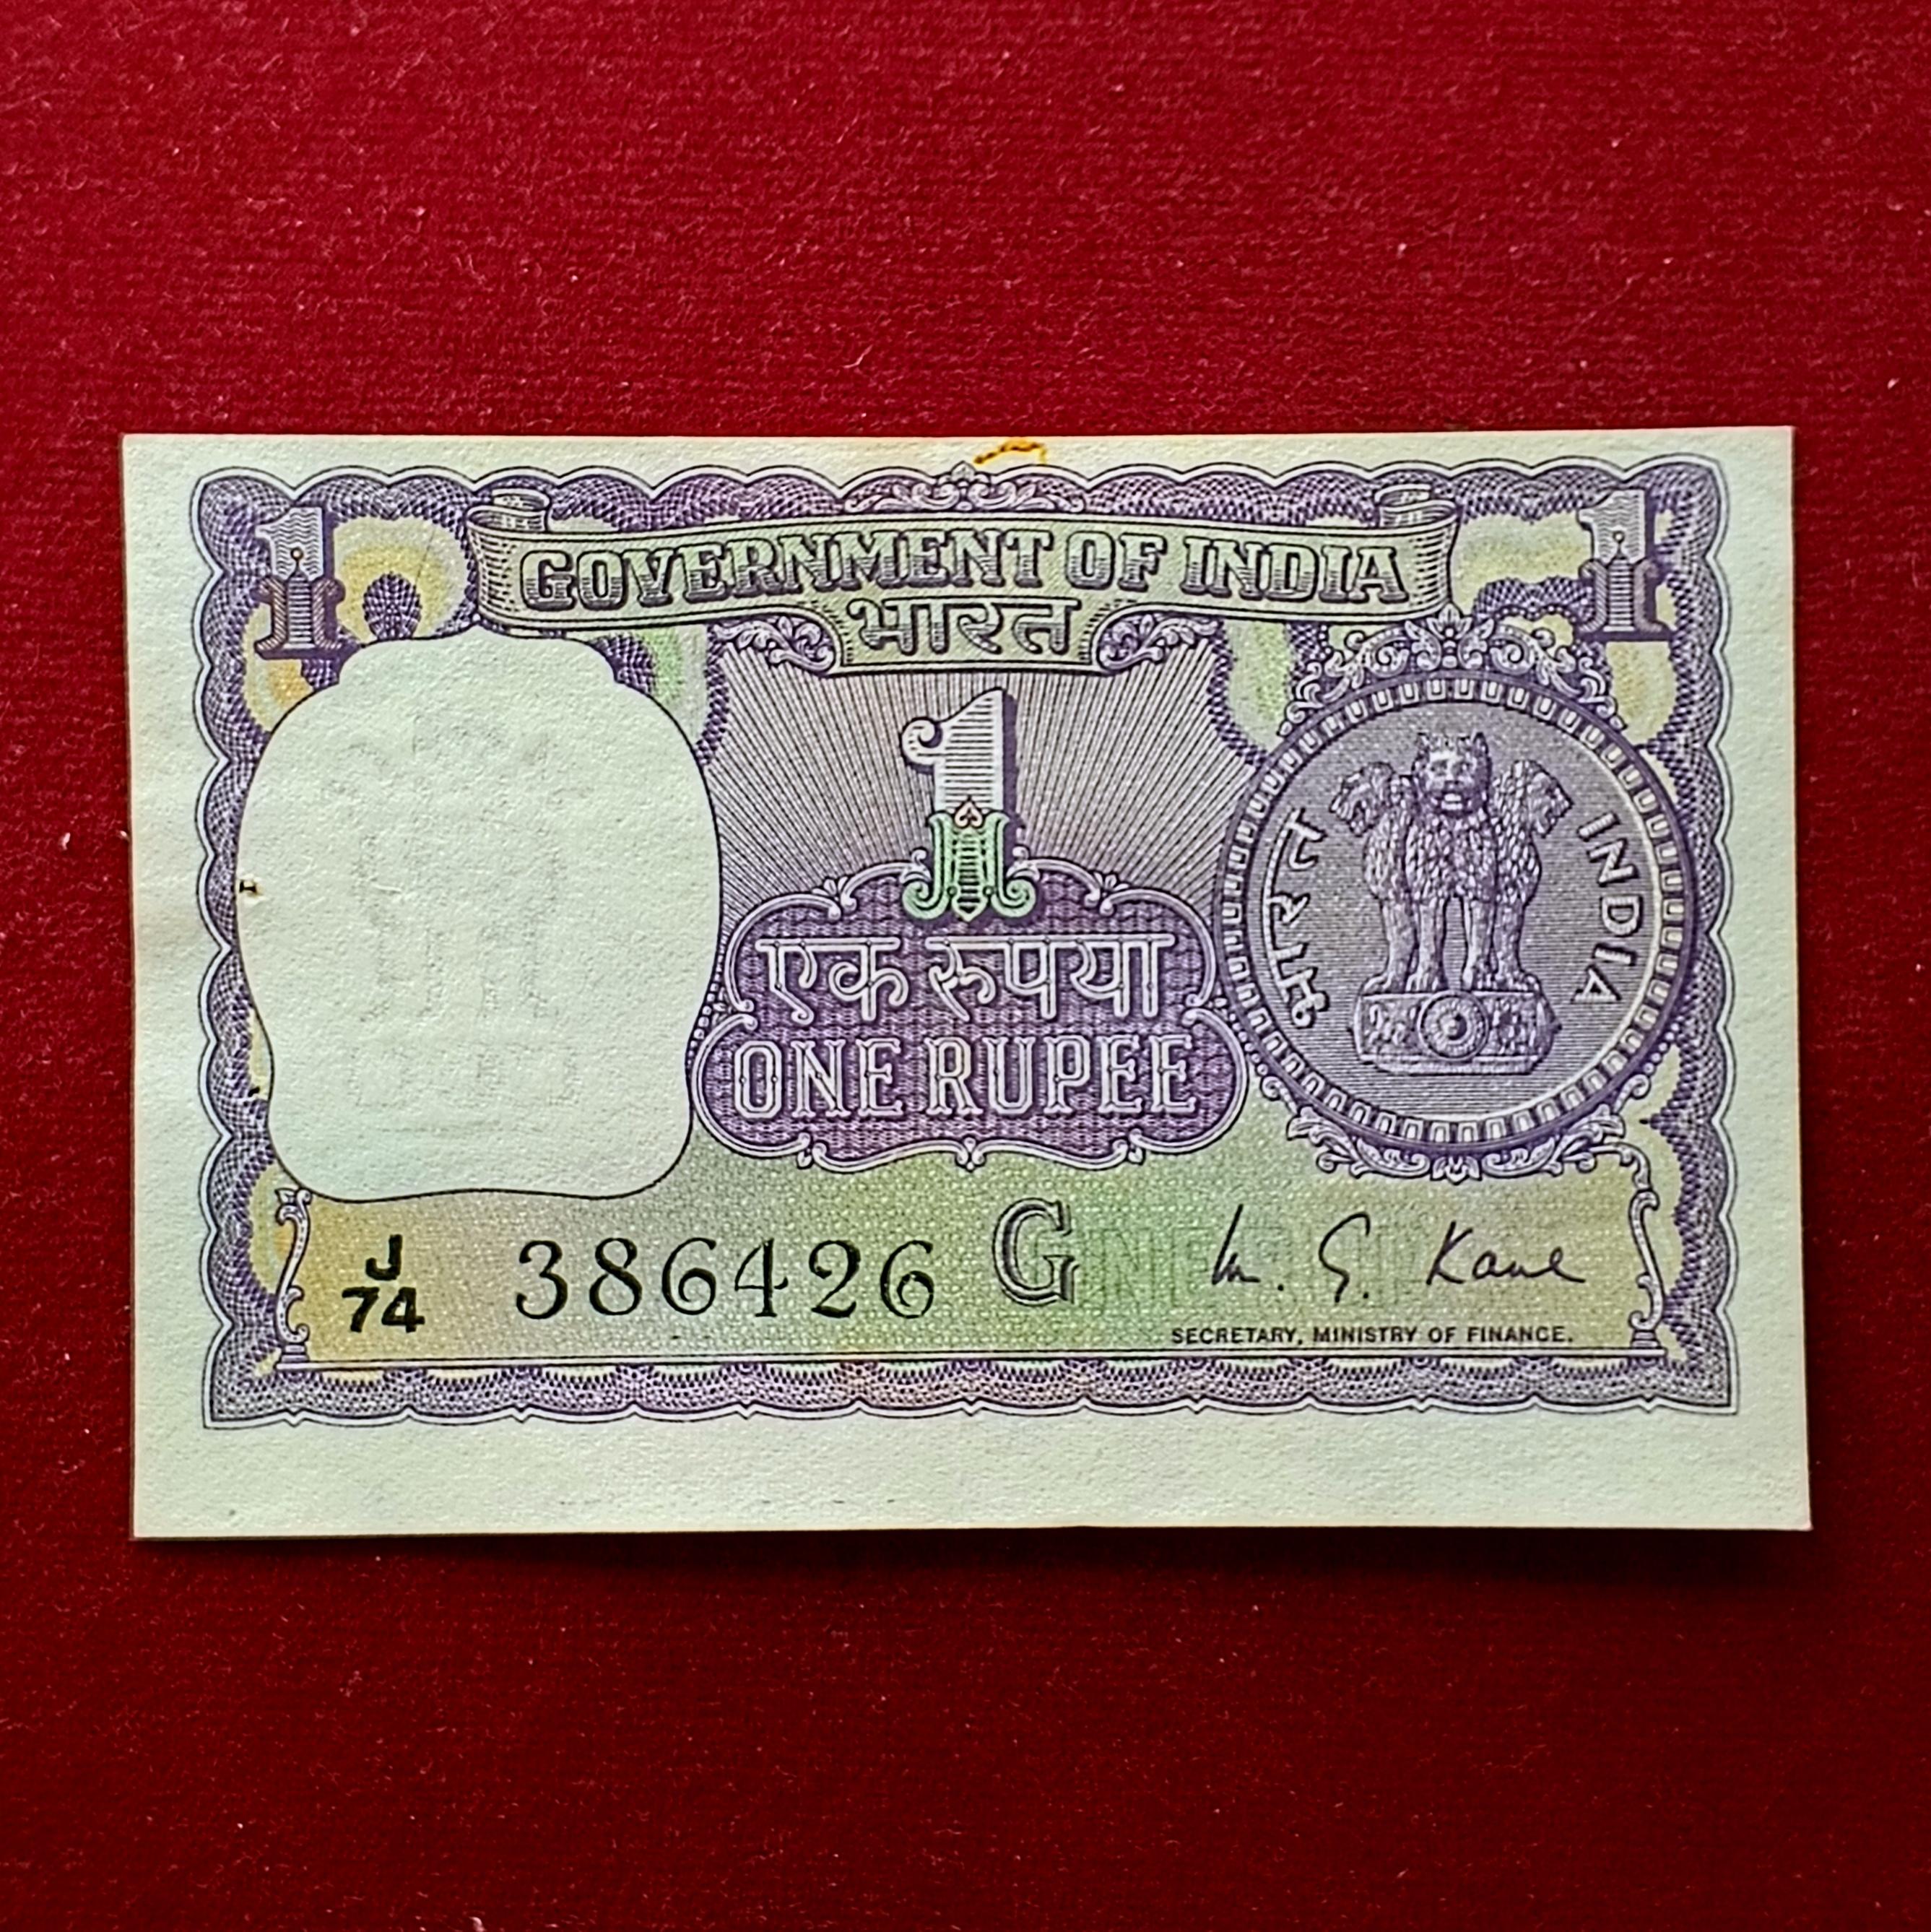 1 1
GOVERNMENT OF INDIA
भारत
1
भारत INDIA
एक रुपया
ONE RUPEE
J
74 386426 G
M. G. Kaul
SECRETARY, MINISTRY OF FINANCE.